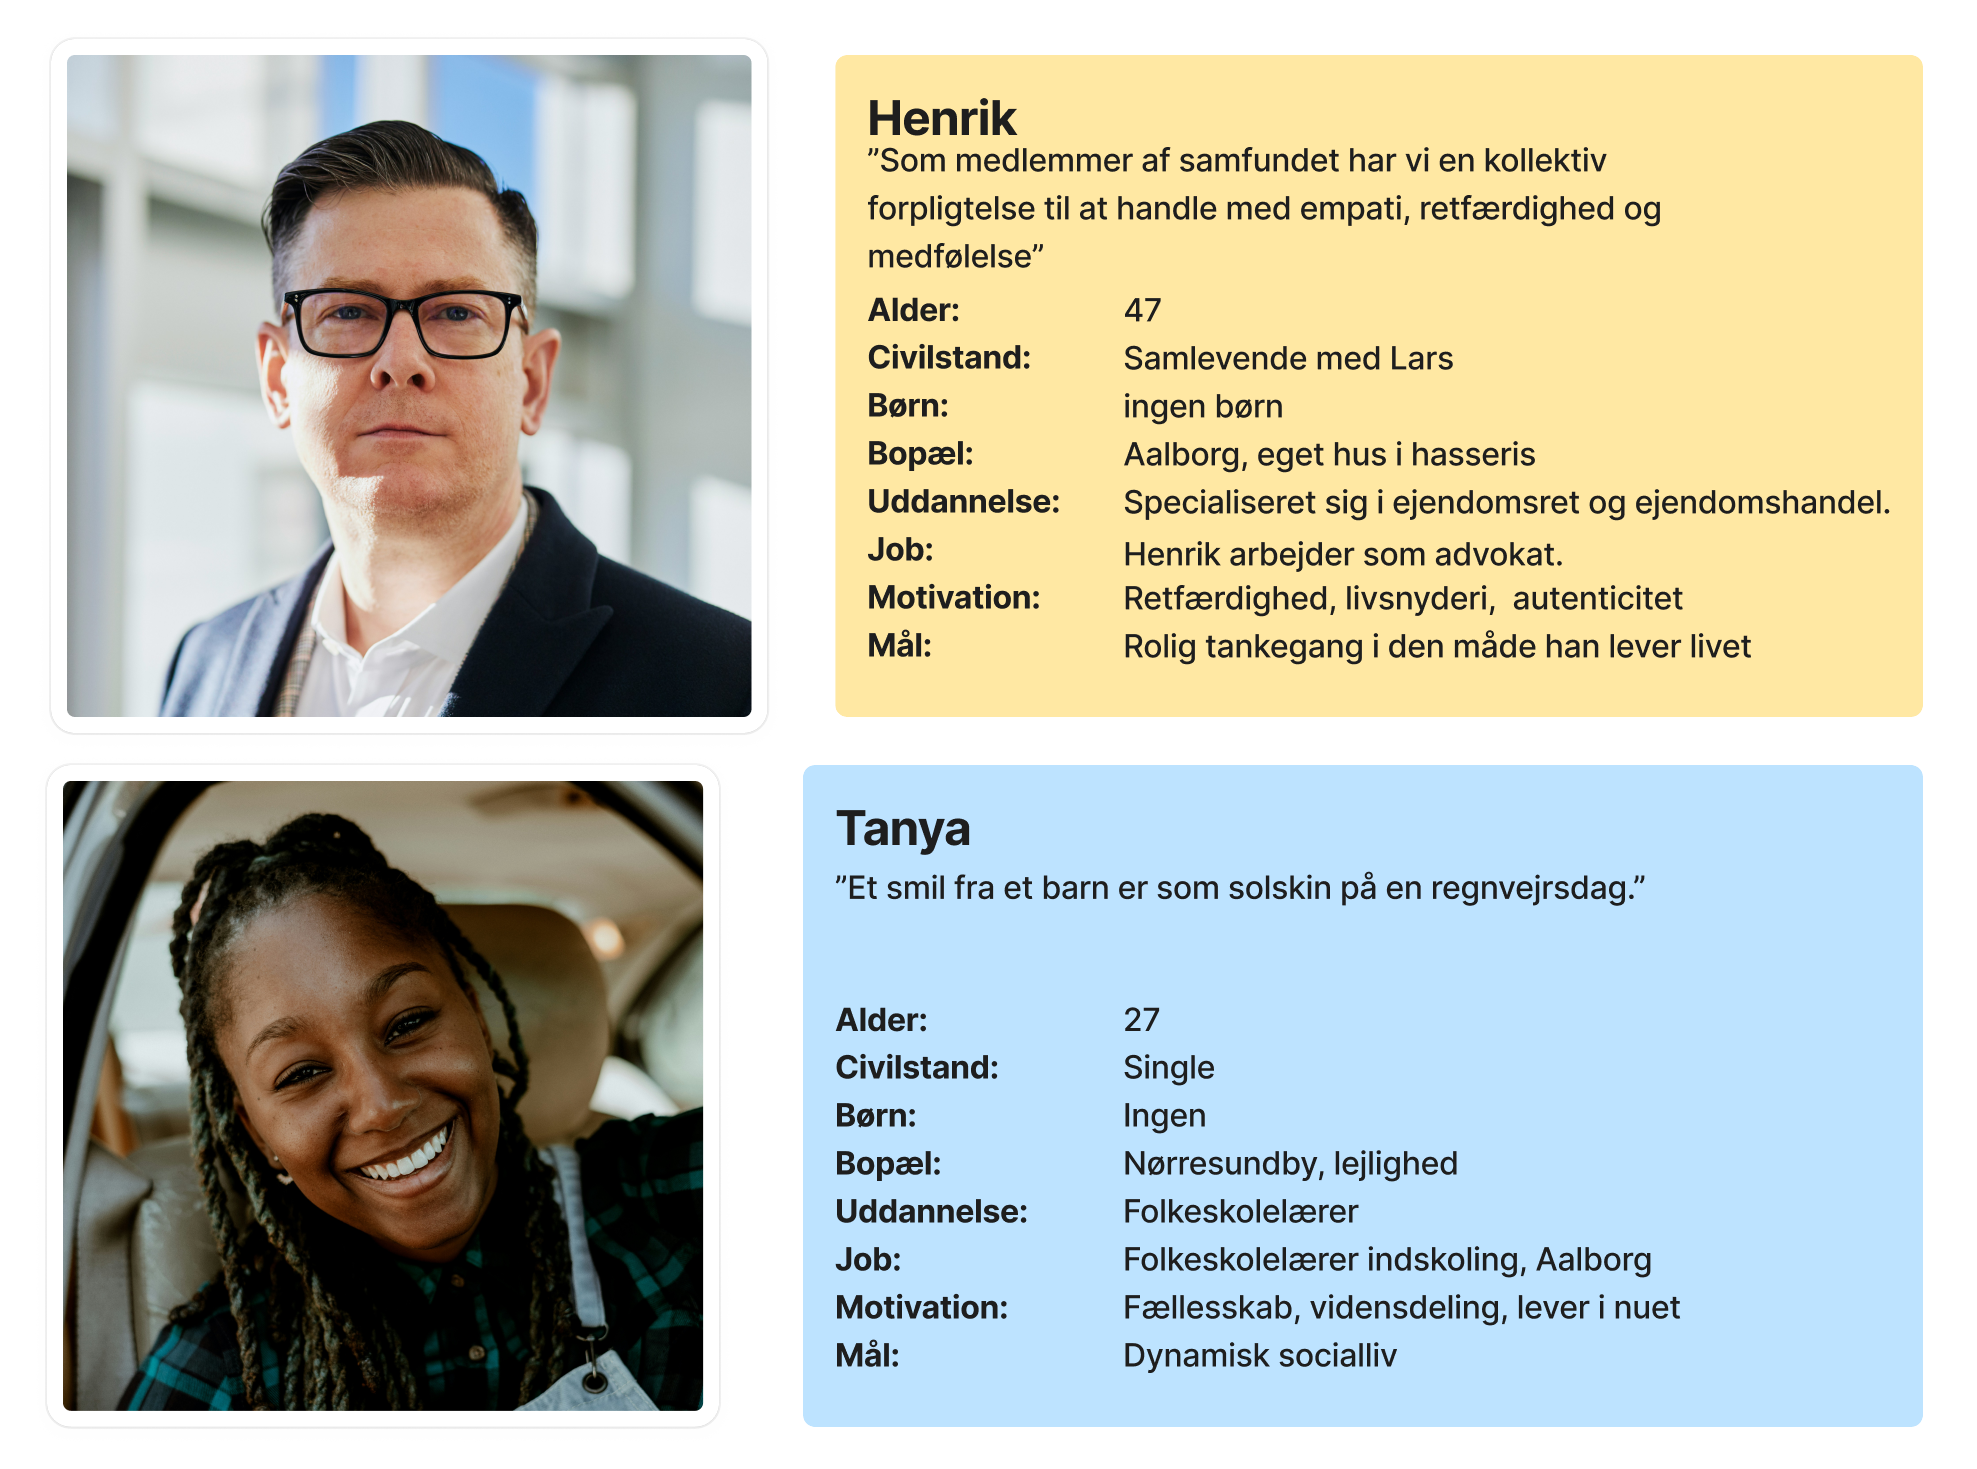 Henrik
”Som medlemmer af samfundet har vi en kollektiv
forpligtelse til at handle med empati, retfærdighed og
medfølelse”
Alder: 47
Civilstand: Samlevende med Lars
Børn: ingen børn
Bopæl: Aalborg, eget hus i hasseris
Uddannelse: Specialiseret sig i ejendomsret og ejendomshandel.
Job: Henrik arbejder som advokat.
Motivation: Retfærdighed, livsnyderi,  autenticitet
Mål: Rolig tankegang i den måde han lever livet
Tanya
”Et smil fra et barn er som solskin på en regnvejrsdag.”
Alder: 27
Civilstand: Single
Børn: Ingen
Bopæl: Nørresundby, lejlighed
Uddannelse: Folkeskolelærer
Job: Folkeskolelærer indskoling, Aalborg
Motivation: Fællesskab, vidensdeling, lever i nuet
Mål: Dynamisk socialliv